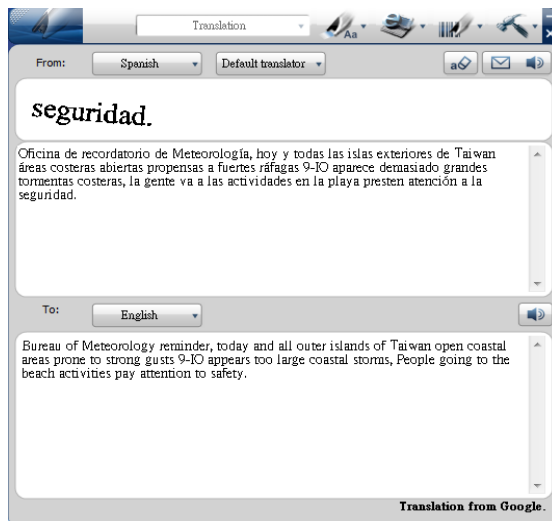 Translation
Aa
From:
Spanish
Default translator
a
seguridad.
Oficina de recordatorio de Meteorología, hoy y todas las islas exteriores de Taiwan
áreas costeras abiertas propensas a fuertes ráfagas 9-IO aparece demasiado grandes
tormentas costeras, la gente va a las actividades en la playa presten atención a la
seguridad.
To:
English
Bureau of Meteorology reminder, today and all outer islands of Taiwan open coastal
areas prone to strong gusts 9-IO appears too large coastal storms, People going to the
beach activities pay attention to safety.
Translation from Google.